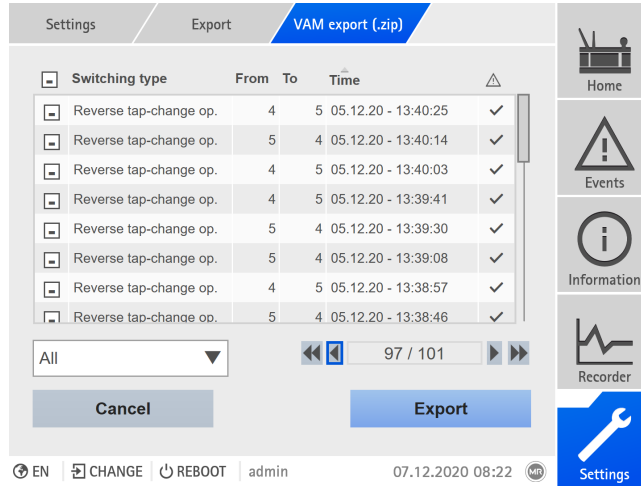 Settings Export VAM export (.zip)
Switching type From To Time
Reverse tap-change op. 4 5 05.12.20 - 13:40:25
Reverse tap-change op. 5 4 05.12.20 - 13:40:14
Reverse tap-change op. 4 5 05.12.20 - 13:40:03
Reverse tap-change op. 4 5 05.12.20 - 13:39:41
Reverse tap-change op. 5 4 05.12.20 - 13:39:30
Reverse tap-change op. 5 4 05.12.20 - 13:39:08
Reverse tap-change op. 4 5 05.12.20 - 13:38:57
Reverse tap-change op. 5 4 05.12.20 - 13:38:46
All 97 / 101
Cancel Export
EN CHANGE REBOOT admin 07.12.2020 08:22 MR
Home
Events
Information
Recorder
Settings